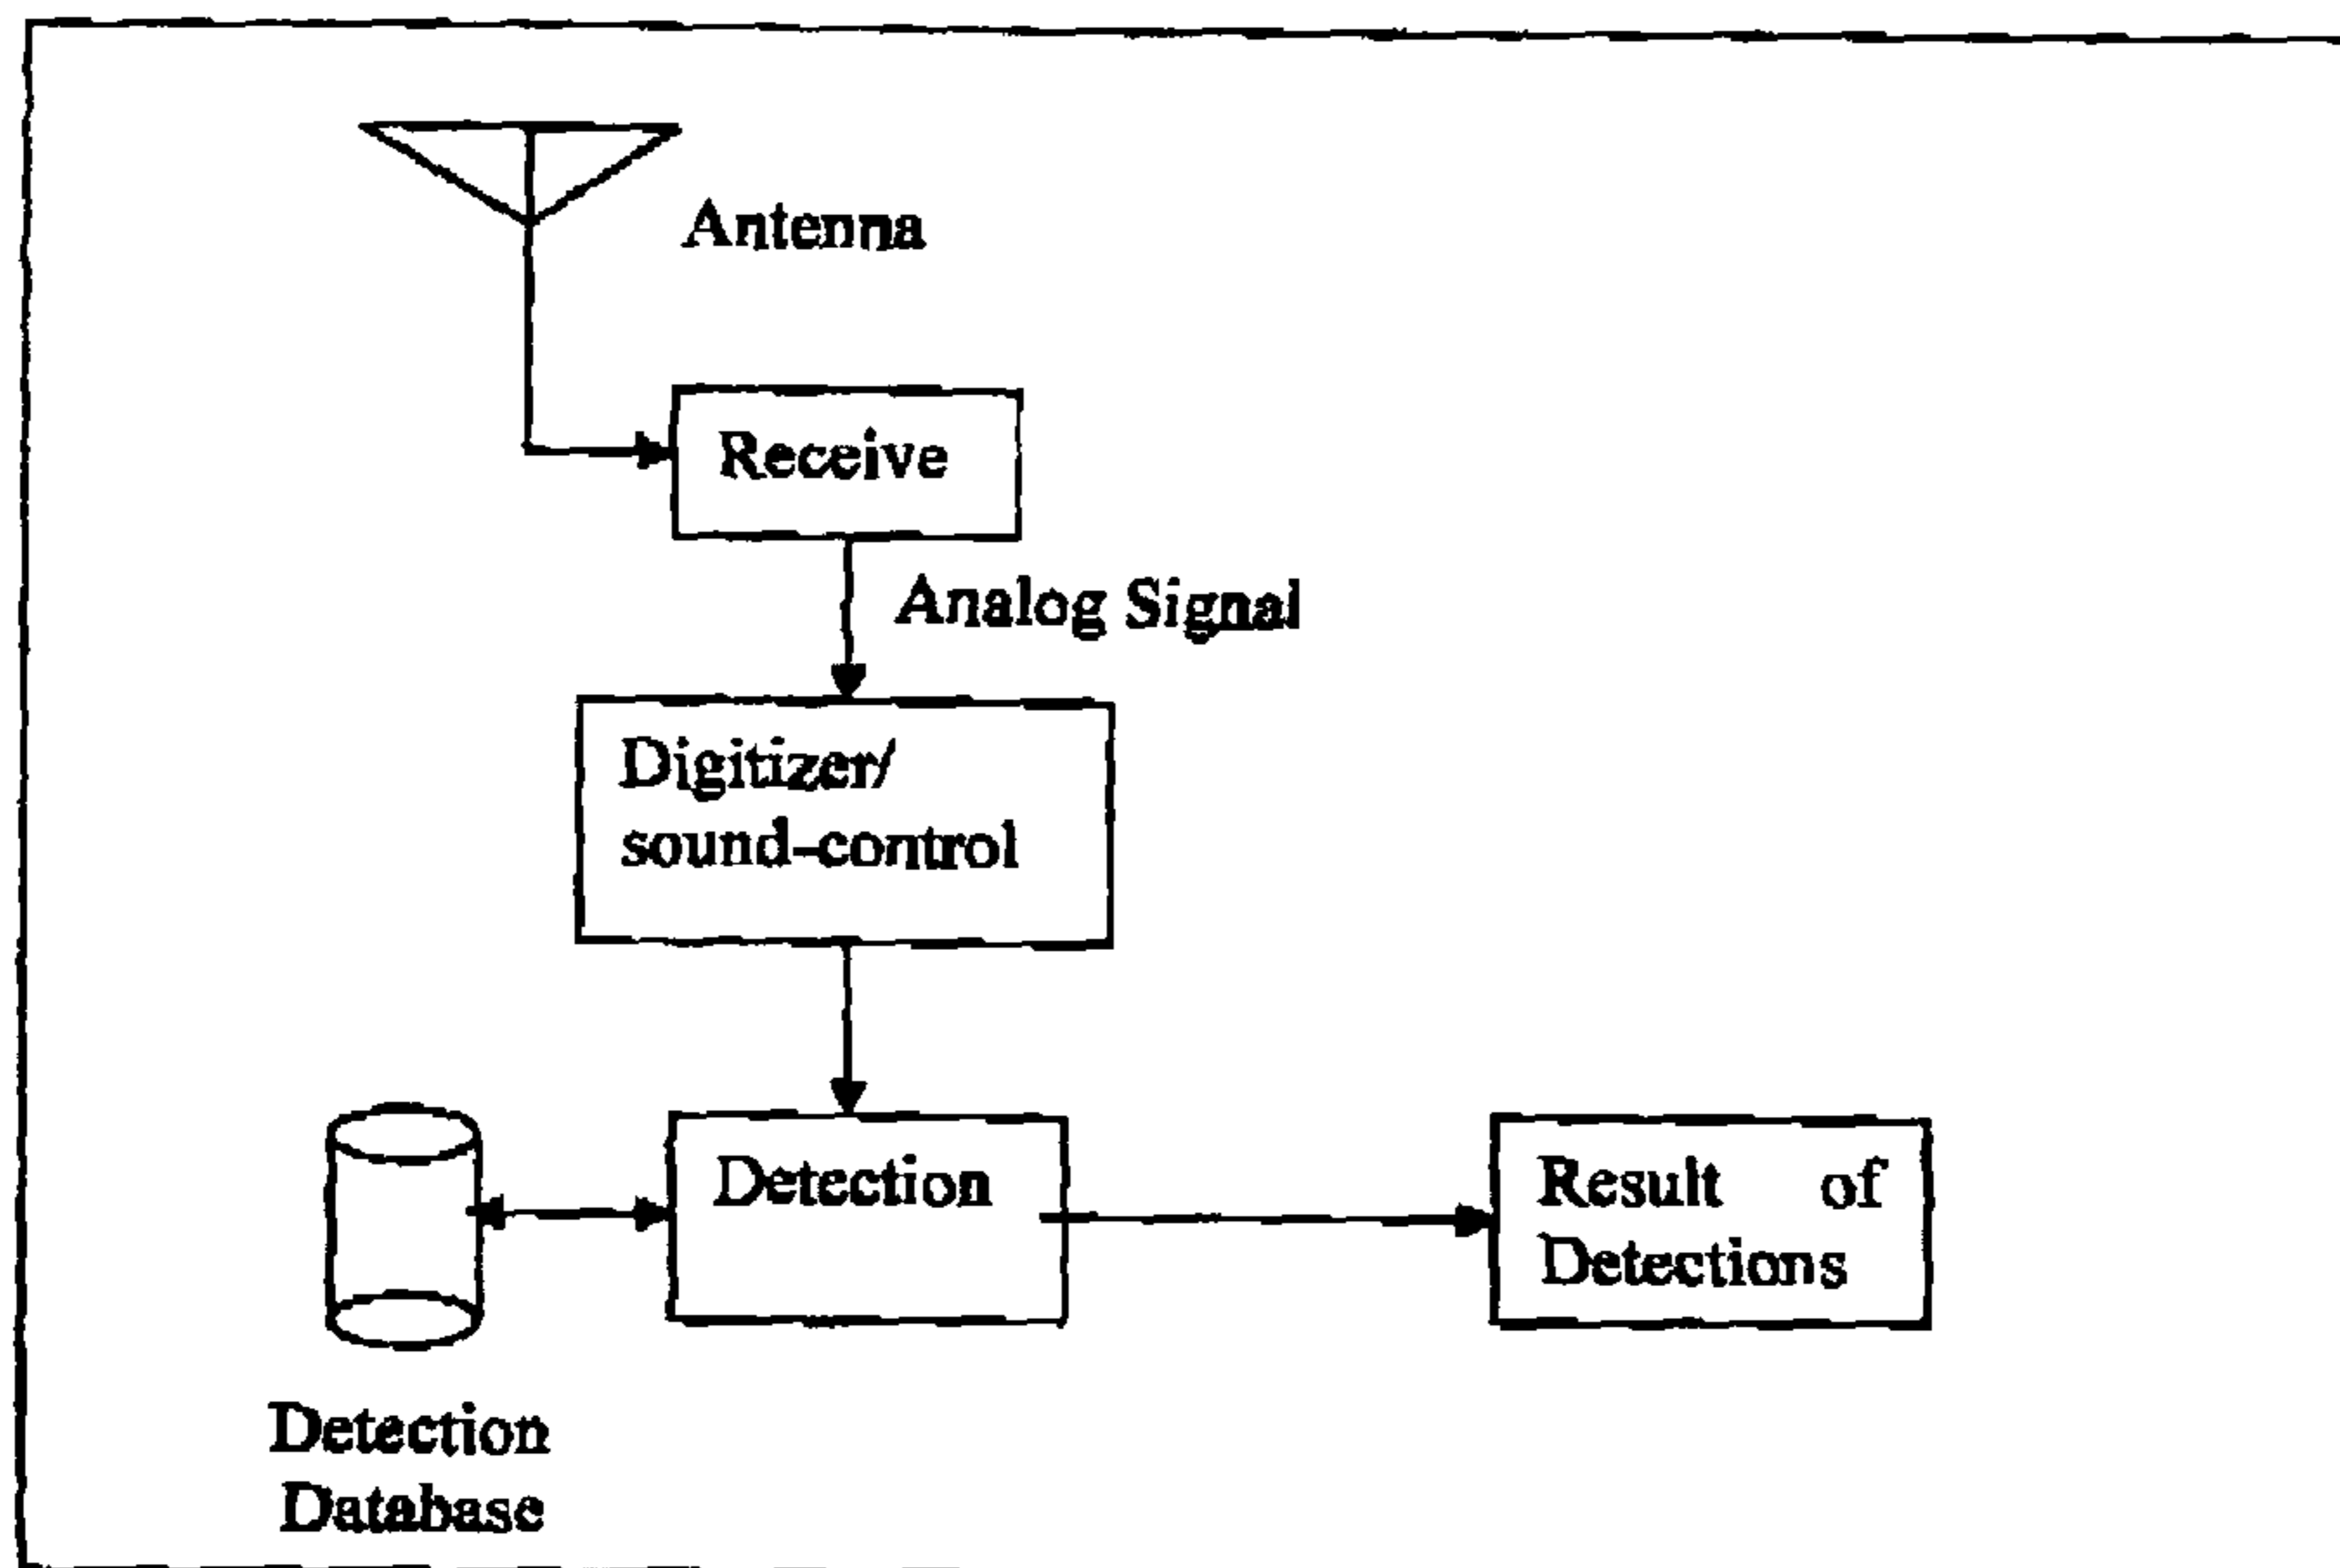 Antenna
Receive
Analog Signal
Digitizer/
sound-control
Detection
Result of
Detections
Detection
Database